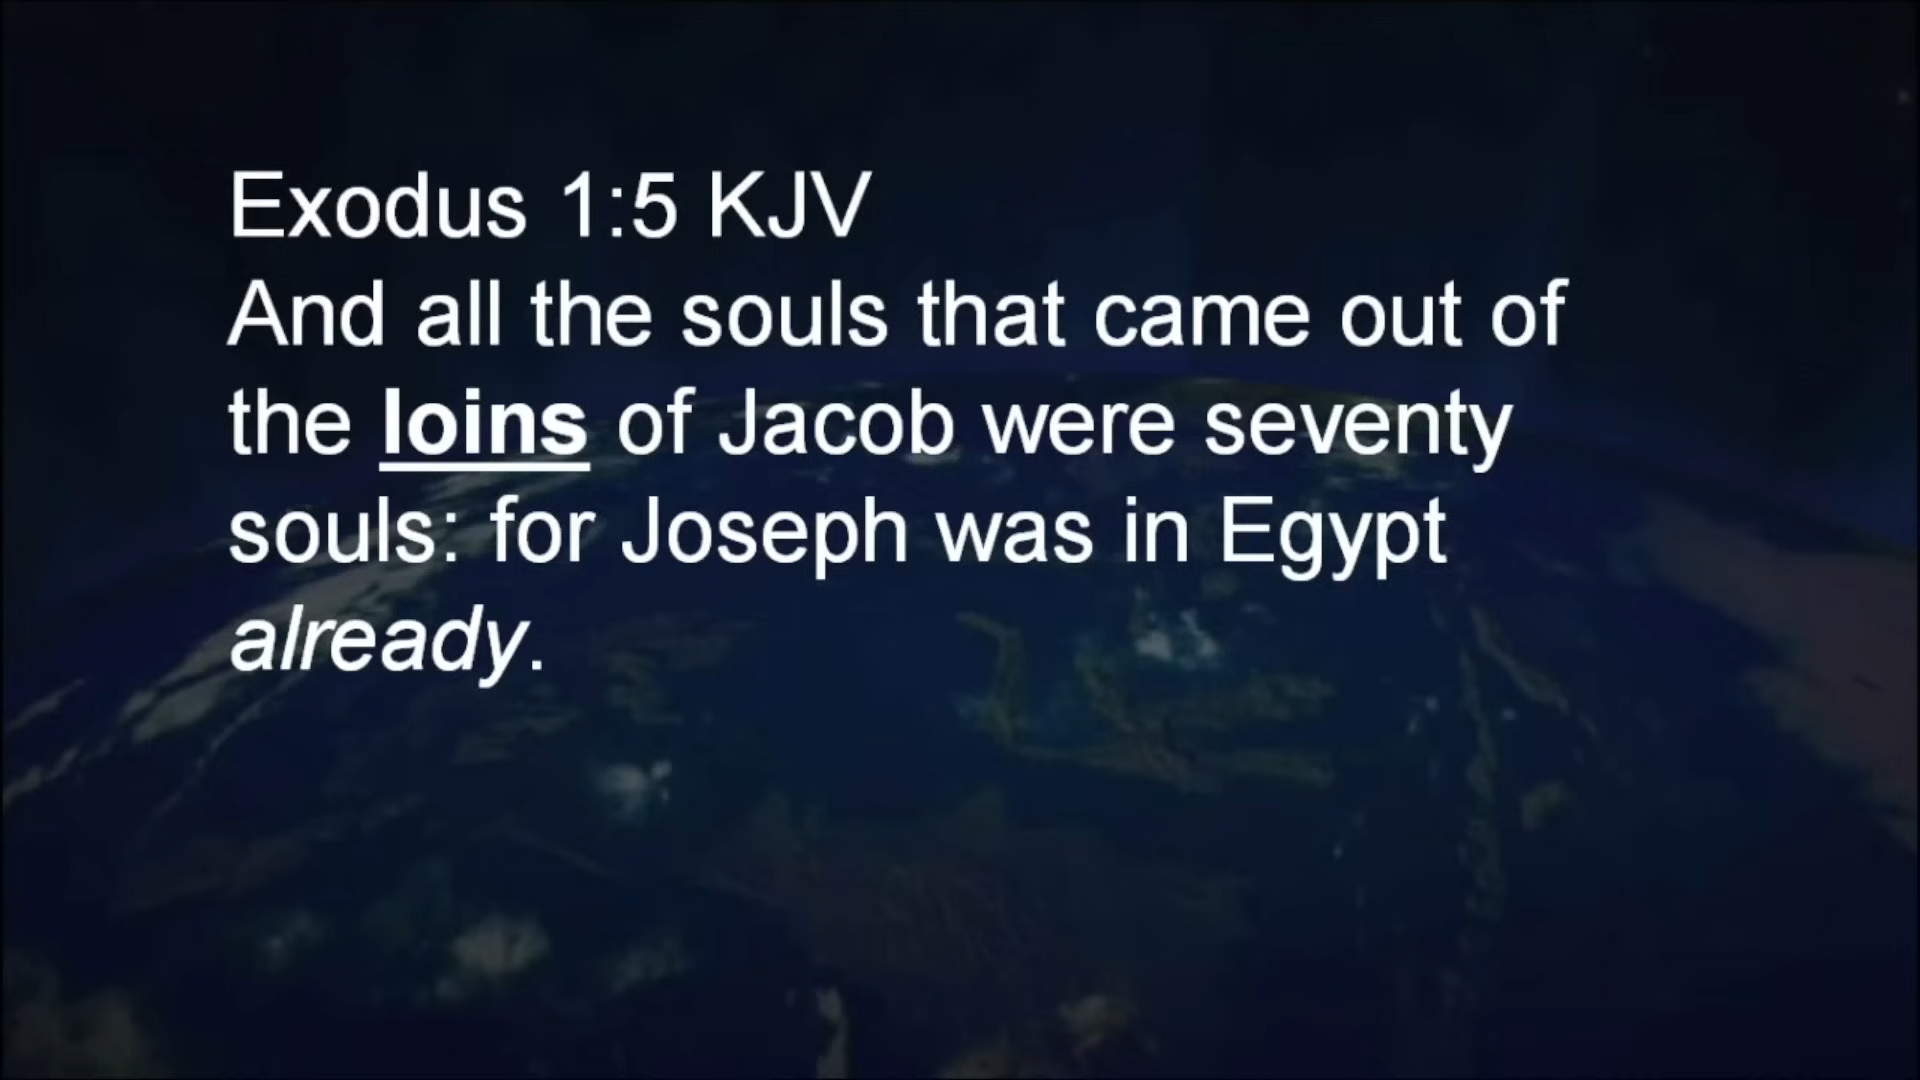 Exodus 1:5 KJV
And all the souls that came out of
the loins of Jacob were seventy
souls: for Joseph was in Egypt
already.